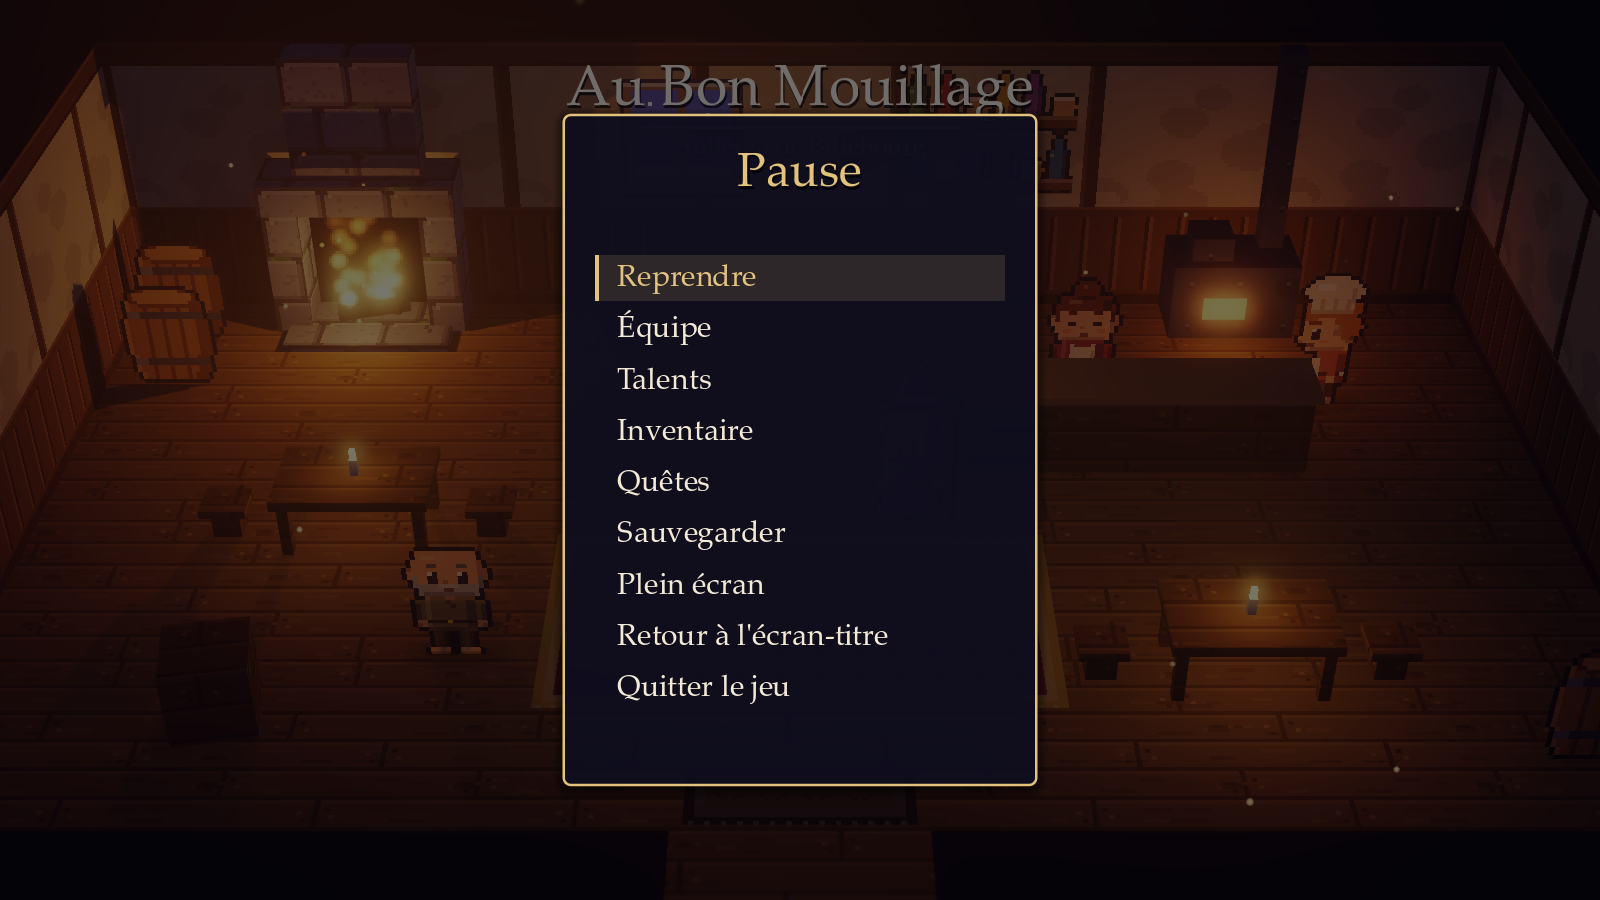 Au Bon Mouillage
Pause
Reprendre
Équipe
Talents
Inventaire
Quêtes
Sauvegarder
Plein écran
Retour à l'écran-titre
Quitter le jeu